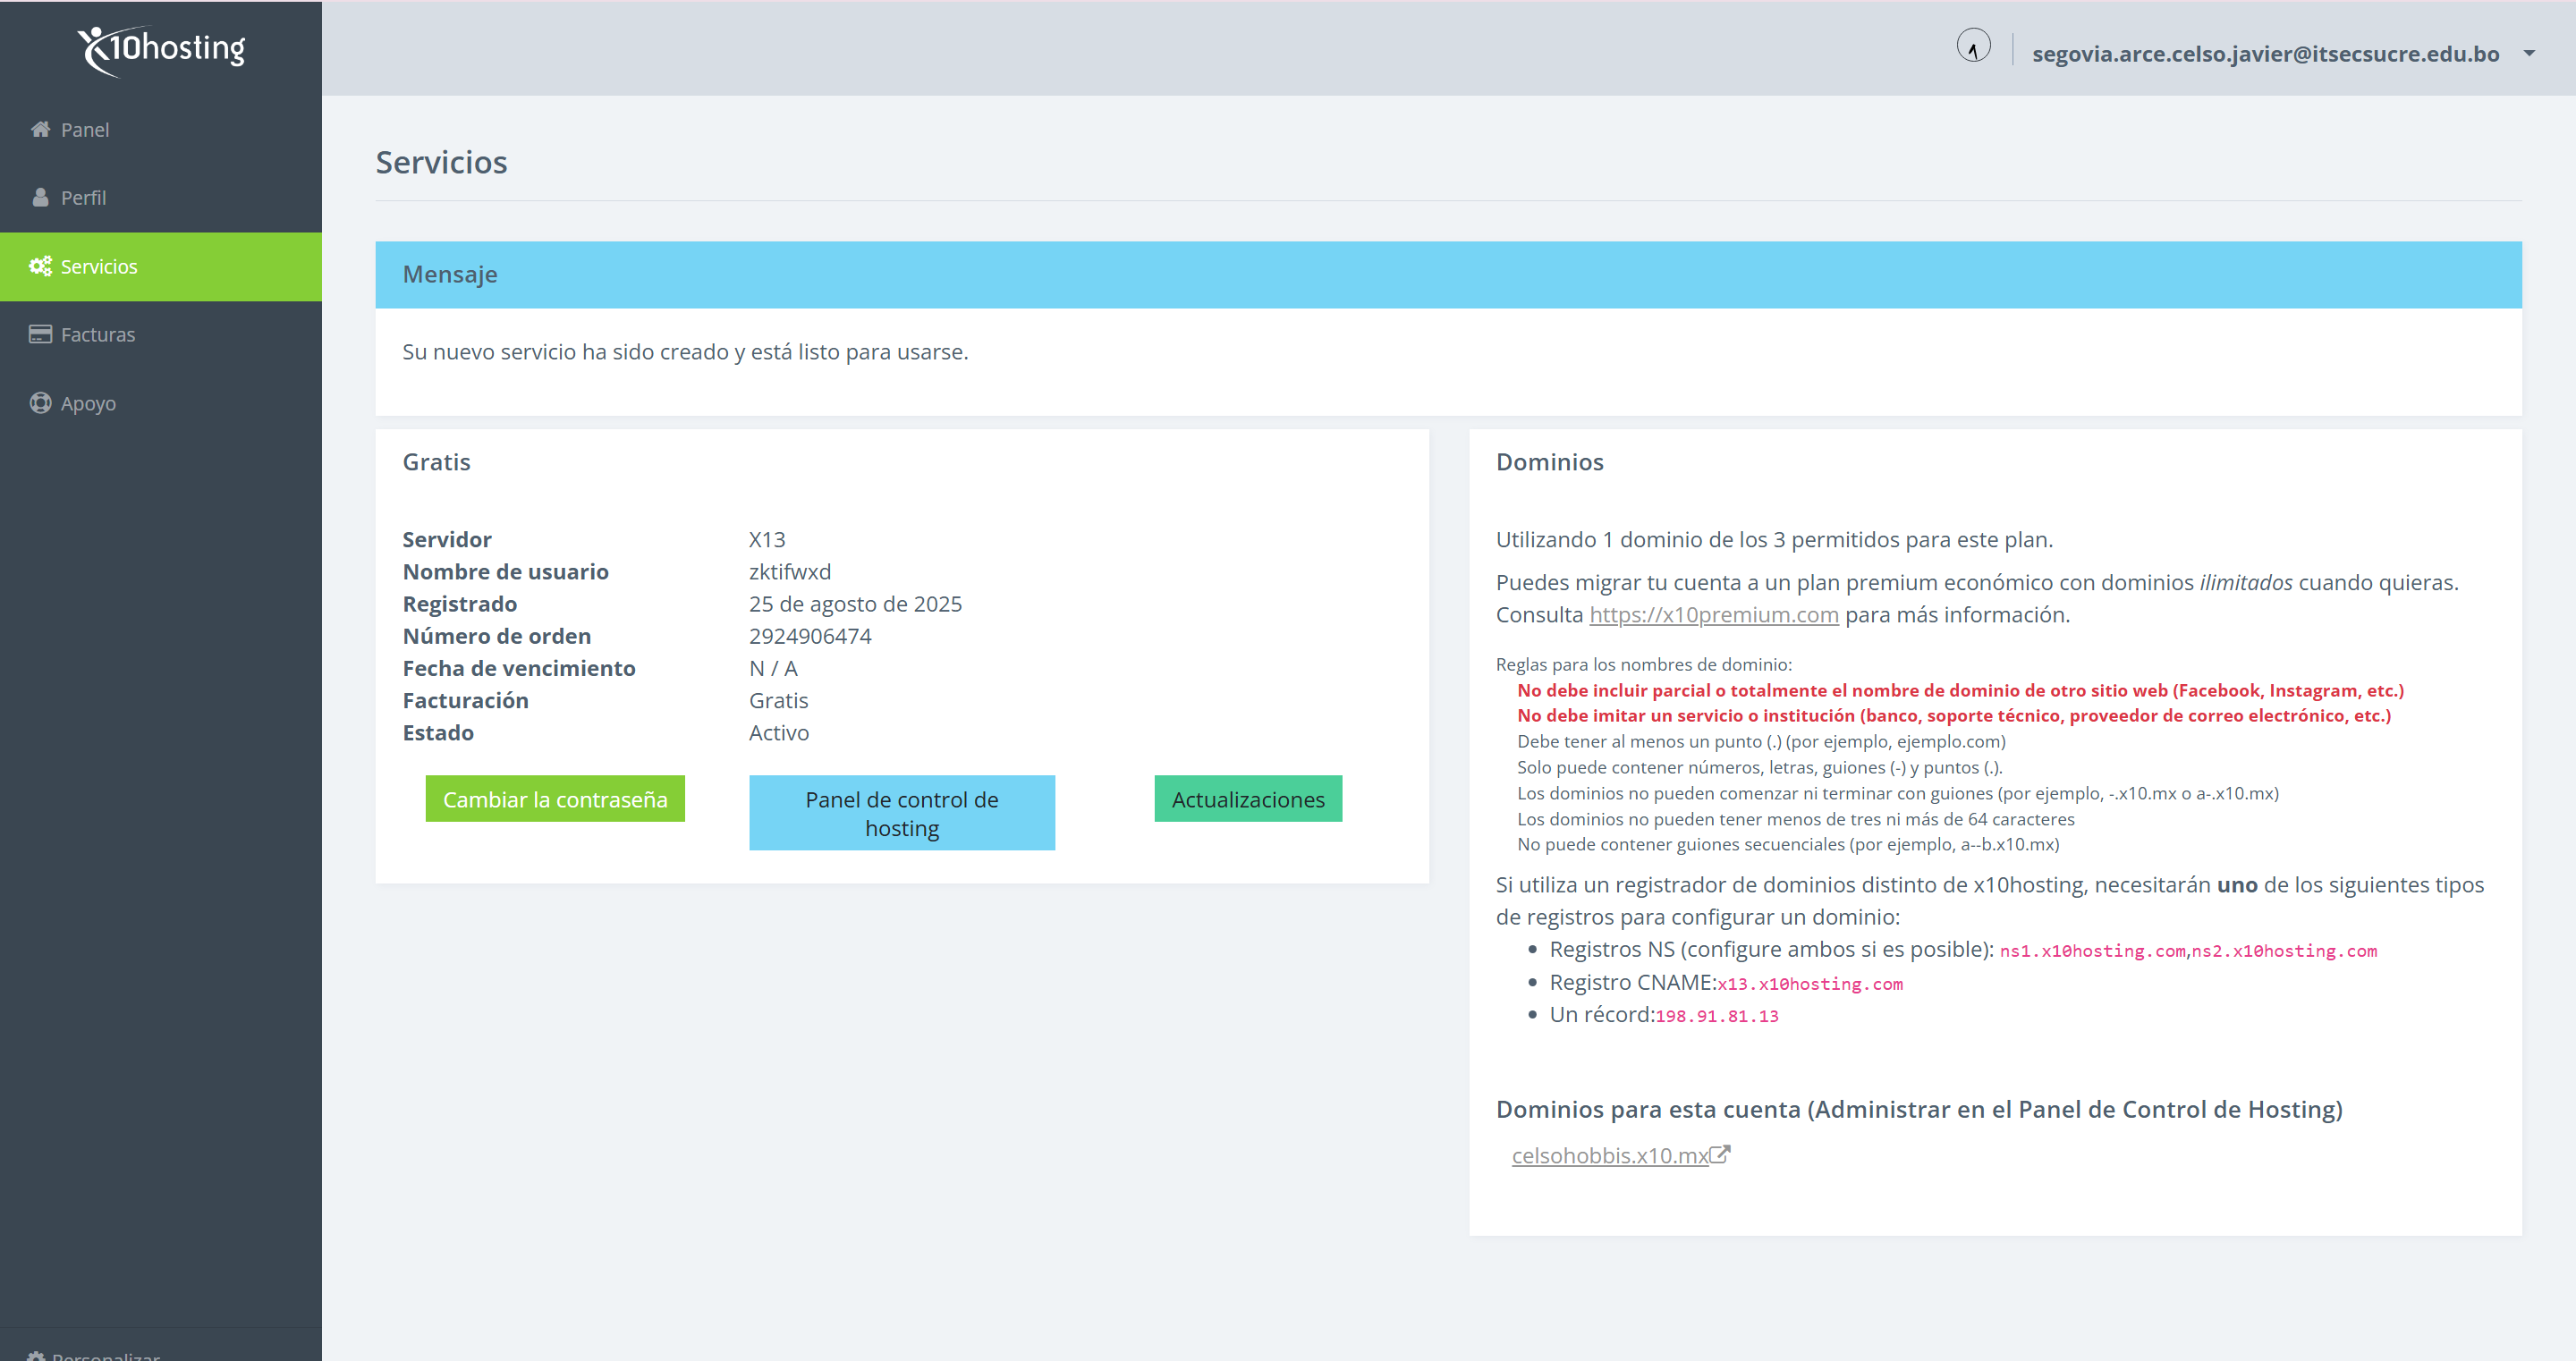 x10hosting
segovia.arce.celso.javier@itsecsucre.edu.bo
Panel
Perfil
Servicios
Facturas
Apoyo
Personalizar
Servicios
Mensaje
Su nuevo servicio ha sido creado y está listo para usarse.
Gratis
Servidor X13
Nombre de usuario zktifwxd
Registrado 25 de agosto de 2025
Número de orden 2924906474
Fecha de vencimiento N / A
Facturación Gratis
Estado Activo
Cambiar la contraseña
Panel de control de
hosting
Actualizaciones
Dominios
Utilizando 1 dominio de los 3 permitidos para este plan.
Puedes migrar tu cuenta a un plan premium económico con dominios ilimitados cuando quieras.
Consulta https://x10premium.com para más información.
Reglas para los nombres de dominio:
No debe incluir parcial o totalmente el nombre de dominio de otro sitio web (Facebook, Instagram, etc.)
No debe imitar un servicio o institución (banco, soporte técnico, proveedor de correo electrónico, etc.)
Debe tener al menos un punto (.) (por ejemplo, ejemplo.com)
Solo puede contener números, letras, guiones (-) y puntos (.).
Los dominios no pueden comenzar ni terminar con guiones (por ejemplo, -.x10.mx o a-.x10.mx)
Los dominios no pueden tener menos de tres ni más de 64 caracteres
No puede contener guiones secuenciales (por ejemplo, a--b.x10.mx)
Si utiliza un registrador de dominios distinto de x10hosting, necesitarán uno de los siguientes tipos
de registros para configurar un dominio:
• Registros NS (configure ambos si es posible): ns1.x10hosting.com,ns2.x10hosting.com
• Registro CNAME:x13.x10hosting.com
• Un récord:198.91.81.13
Dominios para esta cuenta (Administrar en el Panel de Control de Hosting)
celsohobbis.x10.mx